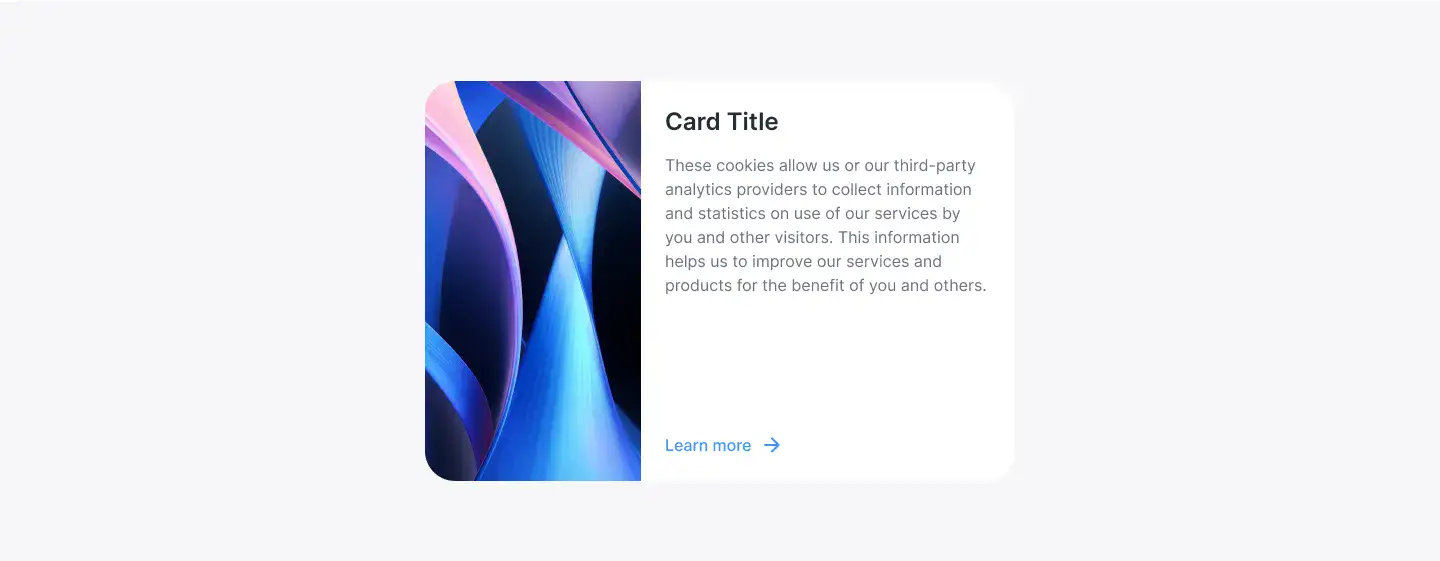 Card Title
These cookies allow us or our third-party
analytics providers to collect information
and statistics on use of our services by
you and other visitors. This information
helps us to improve our services and
products for the benefit of you and others.
Learn more